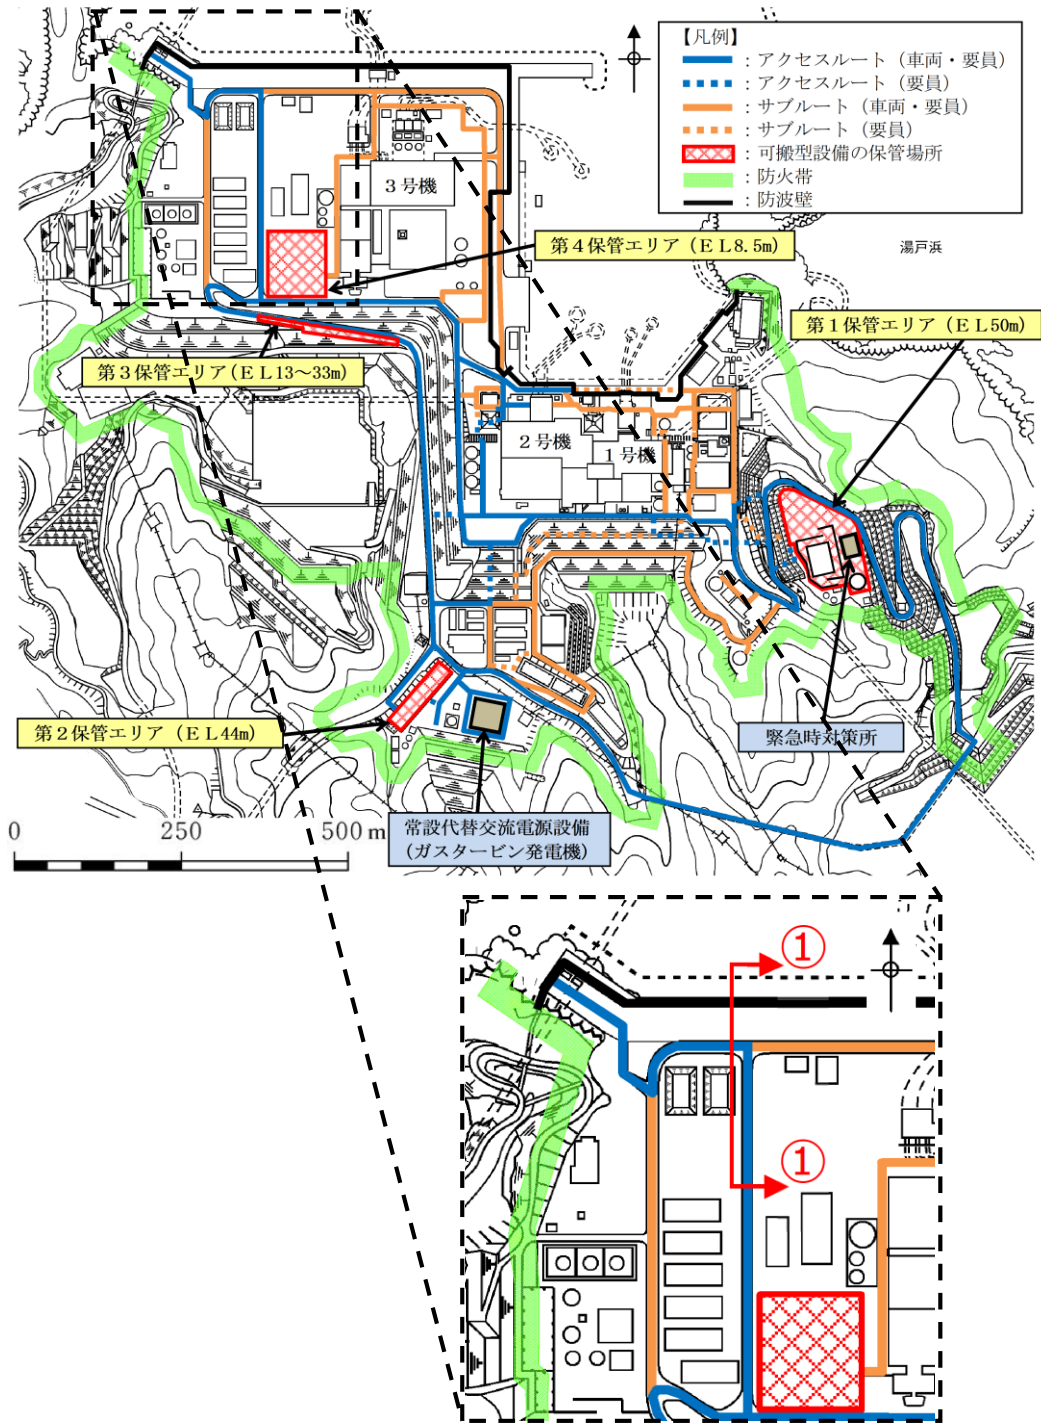 【凡例】
：アクセスルート（車両・要員）
：アクセスルート（要員）
：サブルート（車両・要員）
：サブルート（要員）
：可搬型設備の保管場所
：防火帯
：防波壁
３号機
第４保管エリア（ＥＬ8.5m）
湯戸浜
第１保管エリア（ＥＬ50m）
第３保管エリア（ＥＬ13～33m）
２号機
１号機
第２保管エリア（ＥＬ44m）
緊急時対策所
0 250 500 m
常設代替交流電源設備
（ガスタービン発電機）
①
①